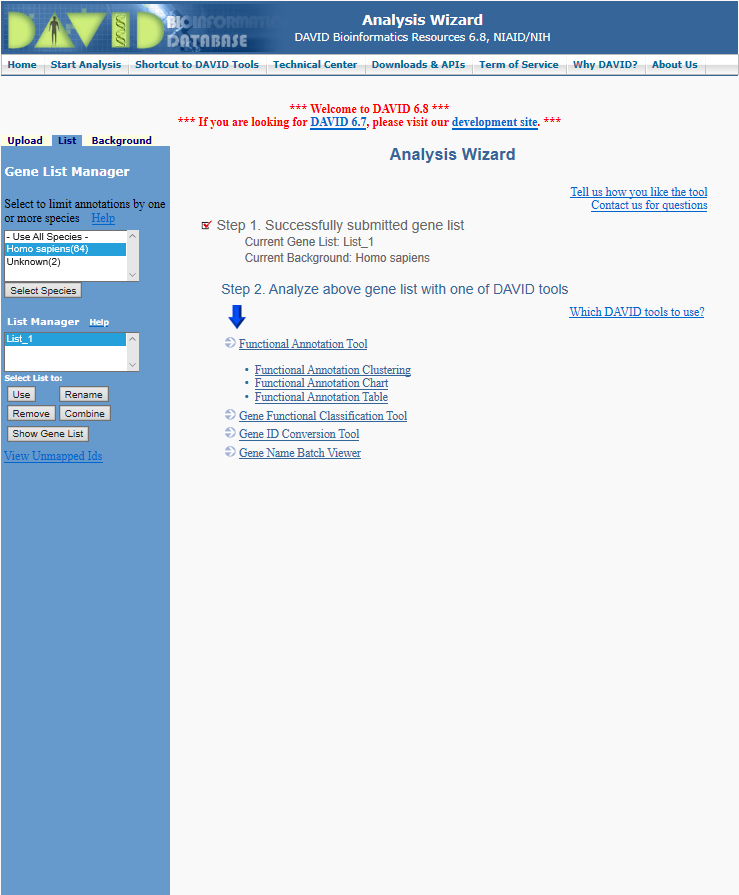 DAVID BIOINFORMATICS
DATABASE
Analysis Wizard
DAVID Bioinformatics Resources 6.8, NIAID/NIH
Home Start Analysis Shortcut to DAVID Tools Technical Center Downloads & APIs Term of Service Why DAVID? About Us
*** Welcome to DAVID 6.8 ***
*** If you are looking for DAVID 6.7, please visit our development site. ***
Upload List Background
Gene List Manager
Select to limit annotations by one
or more species Help
- Use All Species -
Homo sapiens(64)
Unknown(2)
Select Species
List Manager Help
List_1
Select List to:
Use Rename
Remove Combine
Show Gene List
View Unmapped Ids
Analysis Wizard
Tell us how you like the tool
Contact us for questions
Step 1. Successfully submitted gene list
Current Gene List: List_1
Current Background: Homo sapiens
Step 2. Analyze above gene list with one of DAVID tools
Which DAVID tools to use?
Functional Annotation Tool
• Functional Annotation Clustering
• Functional Annotation Chart
• Functional Annotation Table
Gene Functional Classification Tool
Gene ID Conversion Tool
Gene Name Batch Viewer